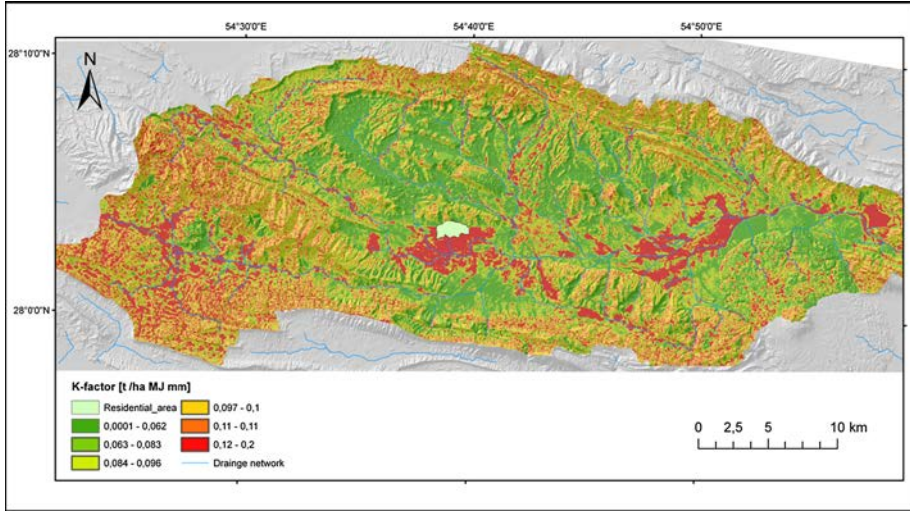 54°30'0"E
54°40'0"E
54°50'0"E
28°10'0"N
N
28°0'0"N
K-factor [t /ha MJ mm]
Residential_area
0,0001 - 0,062
0,063 - 0,083
0,084 - 0,096
0,097 - 0,1
0,11 - 0,11
0,12 - 0,2
Drainge network
0 2,5 5 10 km